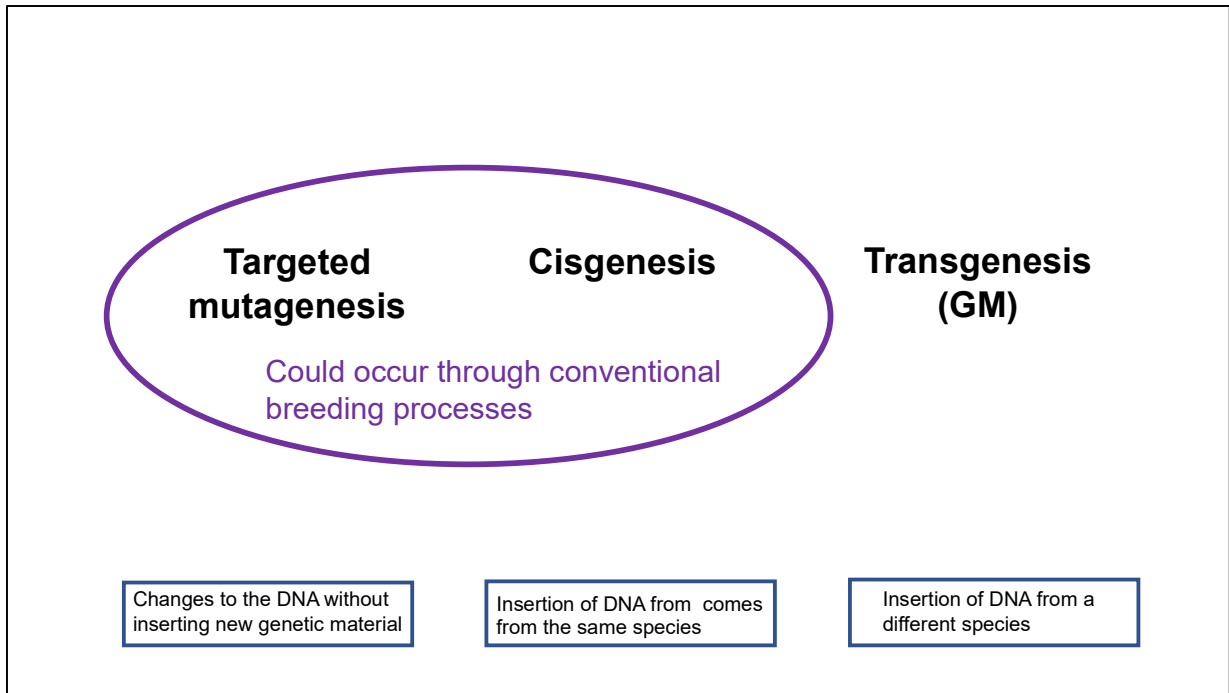 Targeted
mutagenesis
Cisgenesis
Transgenesis
(GM)
Could occur through conventional
breeding processes
Changes to the DNA without
inserting new genetic material
Insertion of DNA from  comes
from the same species
Insertion of DNA from a
different species